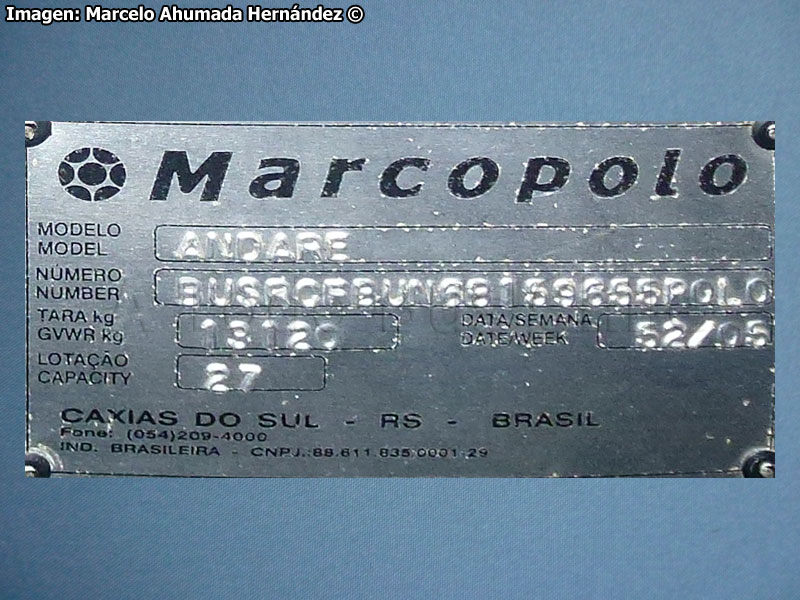 Imagen: Marcelo Ahumada Hernández ©
Marcopolo
MODELO
MODEL
ANDARE
NÚMERO
NUMBER
TARA kg
GVWR kg
DATA/SEMANA
DATE/WEEK
52/05
LOTAÇÃO
CAPACITY
27
CAXIAS DO SUL - RS - BRASIL
Fone: (054)209-4000
IND. BRASILEIRA - CNPJ.:88.611.835.0001.29